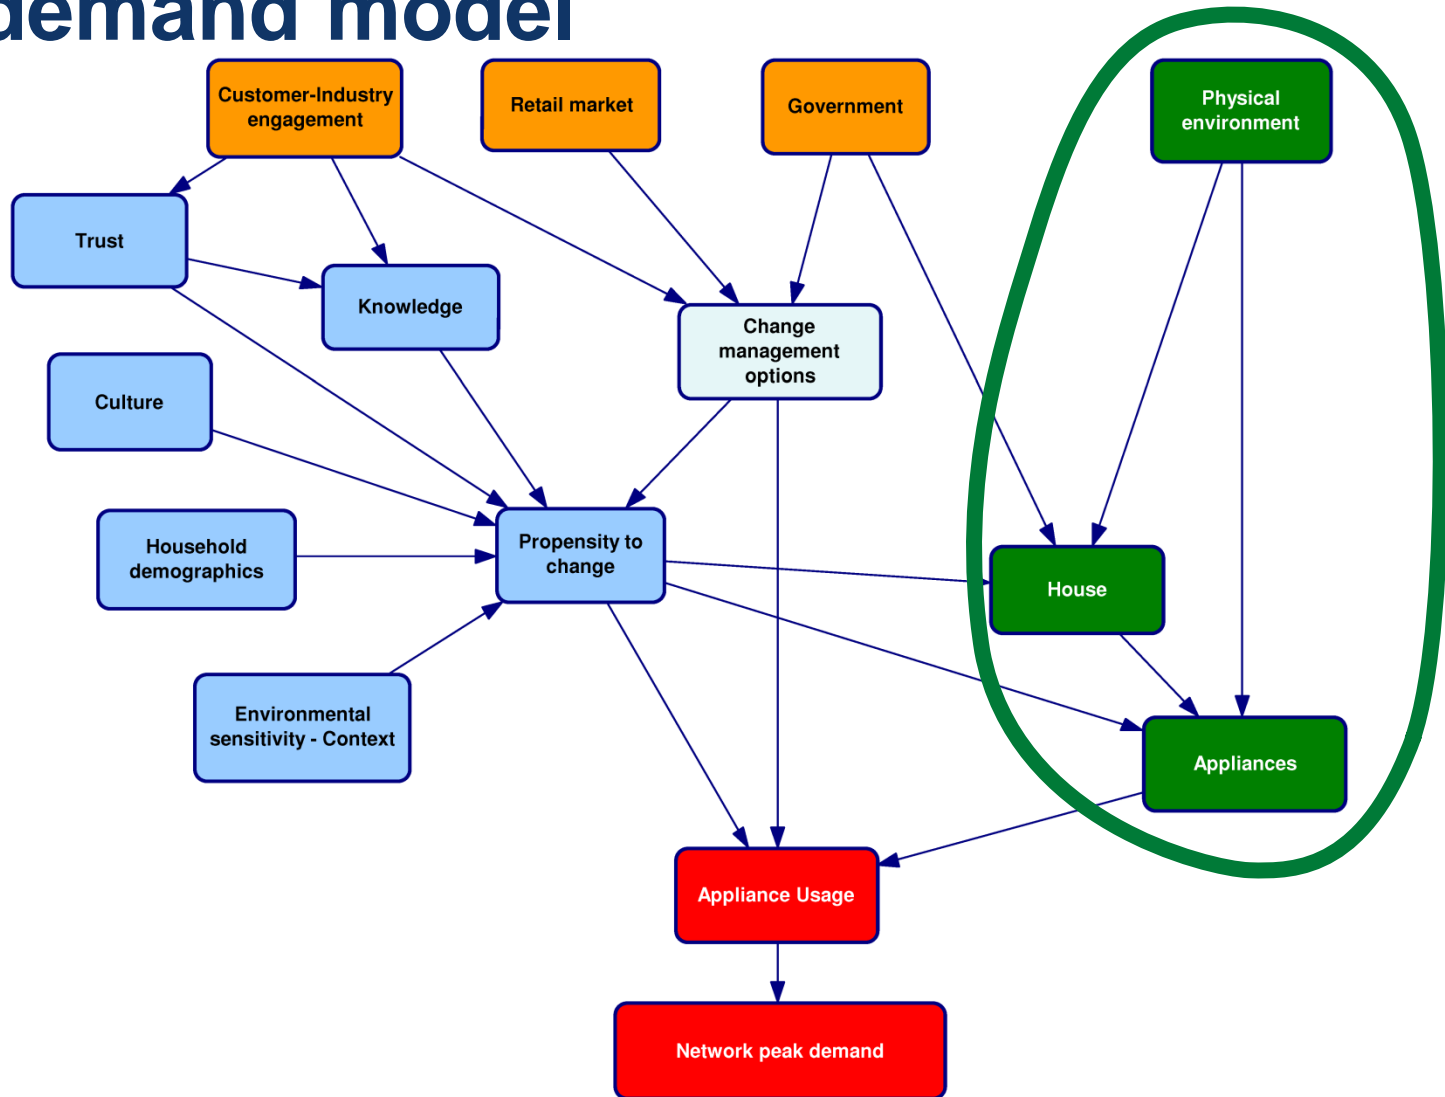 demand model
Customer-Industry
engagement
Retail market
Government
Physical
environment
Trust
Knowledge
Change
management
options
Culture
Household
demographics
Propensity to
change
House
Environmental
sensitivity - Context
Appliances
Appliance Usage
Network peak demand